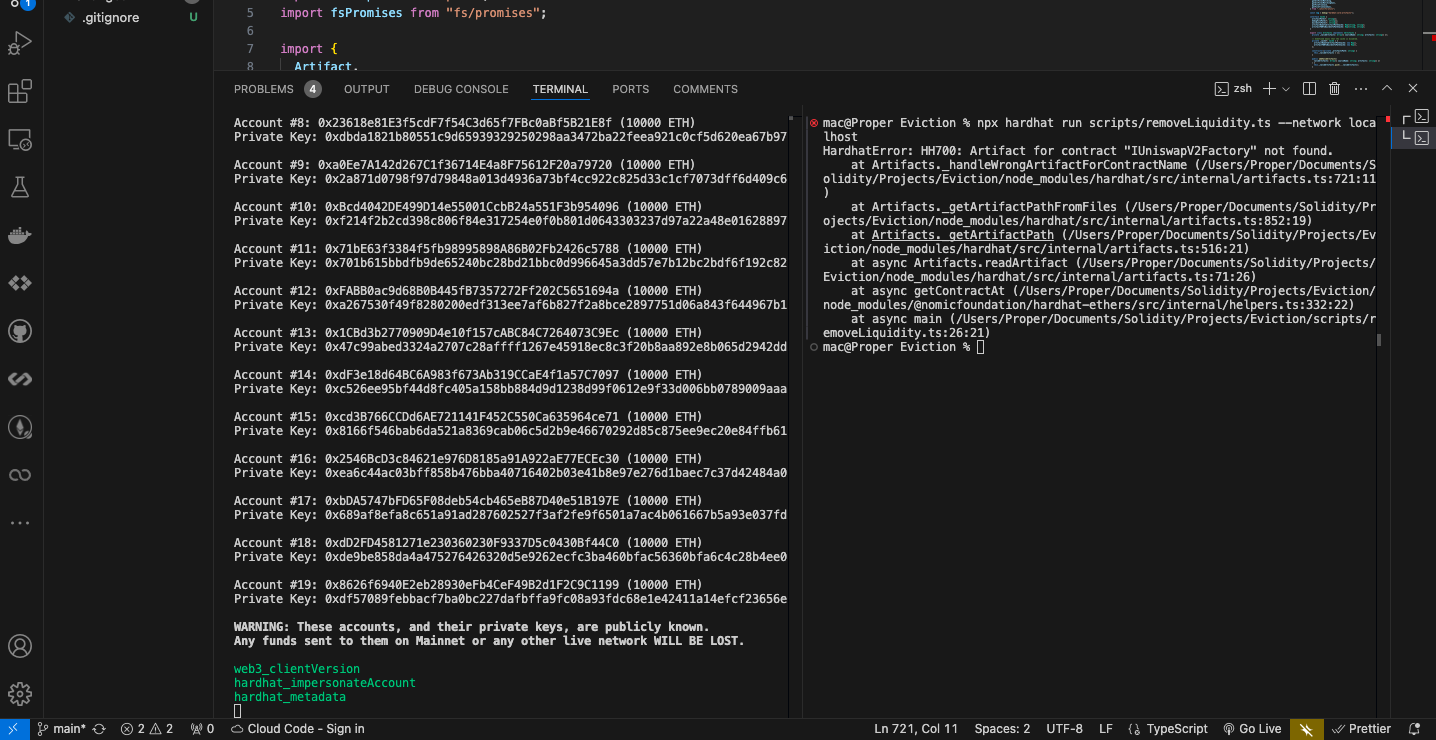 1
.gitignore U
5 import fsPromises from "fs/promises";
6
7 import {
8 Artifact,
PROBLEMS 4 OUTPUT DEBUG CONSOLE TERMINAL PORTS COMMENTS
zsh
Account #8: 0x23618e81E3f5cdF7f54C3d65f7FBc0aBf5B21E8f (10000 ETH)
Private Key: 0xdbda1821b80551c9d65939329250298aa3472ba22feea921c0cf5d620ea67b97
Account #9: 0xa0Ee7A142d267C1f36714E4a8F75612F20a79720 (10000 ETH)
Private Key: 0x2a871d0798f97d79848a013d4936a73bf4cc922c825d33c1cf7073dff6d409c6
Account #10: 0xBcd4042DE499D14e55001CcbB24a551F3b954096 (10000 ETH)
Private Key: 0xf214f2b2cd398c806f84e317254e0f0b801d0643303237d97a22a48e01628897
Account #11: 0x71bE63f3384f5fb98995898A86B02Fb2426c5788 (10000 ETH)
Private Key: 0x701b615bbdfb9de65240bc28bd21bbc0d996645a3dd57e7b12bc2bdf6f192c82
Account #12: 0xFABB0ac9d68B0B445fB7357272Ff202C5651694a (10000 ETH)
Private Key: 0xa267530f49f8280200edf313ee7af6b827f2a8bce2897751d06a843f644967b1
Account #13: 0x1CBd3b2770909D4e10f157cABC84C7264073C9Ec (10000 ETH)
Private Key: 0x47c99abed3324a2707c28affff1267e45918ec8c3f20b8aa892e8b065d2942dd
Account #14: 0xdF3e18d64BC6A983f673Ab319CCaE4f1a57C7097 (10000 ETH)
Private Key: 0xc526ee95bf44d8fc405a158bb884d9d1238d99f0612e9f33d006bb0789009aaa
Account #15: 0xcd3B766CCDd6AE721141F452C550Ca635964ce71 (10000 ETH)
Private Key: 0x8166f546bab6da521a8369cab06c5d2b9e46670292d85c875ee9ec20e84ffb61
Account #16: 0x2546BcD3c84621e976D8185a91A922aE77ECEc30 (10000 ETH)
Private Key: 0xea6c44ac03bff858b476bba40716402b03e41b8e97e276d1baec7c37d42484a0
Account #17: 0xbDA5747bFD65F08deb54cb465eB87D40e51B197E (10000 ETH)
Private Key: 0x689af8efa8c651a91ad287602527f3af2fe9f6501a7ac4b061667b5a93e037fd
Account #18: 0xdD2FD4581271e230360230F9337D5c0430Bf44C0 (10000 ETH)
Private Key: 0xde9be858da4a475276426320d5e9262ecfc3ba460bfac56360bfa6c4c28b4ee0
Account #19: 0x8626f6940E2eb28930eFb4CeF49B2d1F2C9C1199 (10000 ETH)
Private Key: 0xdf57089febbacf7ba0bc227dafbffa9fc08a93fdc68e1e42411a14efcf23656e
WARNING: These accounts, and their private keys, are publicly known.
Any funds sent to them on Mainnet or any other live network WILL BE LOST.
web3_clientVersion
hardhat_impersonateAccount
hardhat_metadata
mac@Proper Eviction % npx hardhat run scripts/removeLiquidity.ts --network loca
lhost
HardhatError: HH700: Artifact for contract "IUniswapV2Factory" not found.
at Artifacts._handleWrongArtifactForContractName (/Users/Proper/Documents/S
olidity/Projects/Eviction/node_modules/hardhat/src/internal/artifacts.ts:721:11
)
at Artifacts._getArtifactPathFromFiles (/Users/Proper/Documents/Solidity/Pr
ojects/Eviction/node_modules/hardhat/src/internal/artifacts.ts:852:19)
at Artifacts._getArtifactPath (/Users/Proper/Documents/Solidity/Projects/Ev
iction/node_modules/hardhat/src/internal/artifacts.ts:516:21)
at async Artifacts.readArtifact (/Users/Proper/Documents/Solidity/Projects/
Eviction/node_modules/hardhat/src/internal/artifacts.ts:71:26)
at async getContractAt (/Users/Proper/Documents/Solidity/Projects/Eviction/
node_modules/@nomicfoundation/hardhat-ethers/src/internal/helpers.ts:332:22)
at async main (/Users/Proper/Documents/Solidity/Projects/Eviction/scripts/r
emoveLiquidity.ts:26:21)
mac@Proper Eviction %
main* 2 2 0 Cloud Code - Sign in Ln 721, Col 11 Spaces: 2 UTF-8 LF TypeScript Go Live Prettier